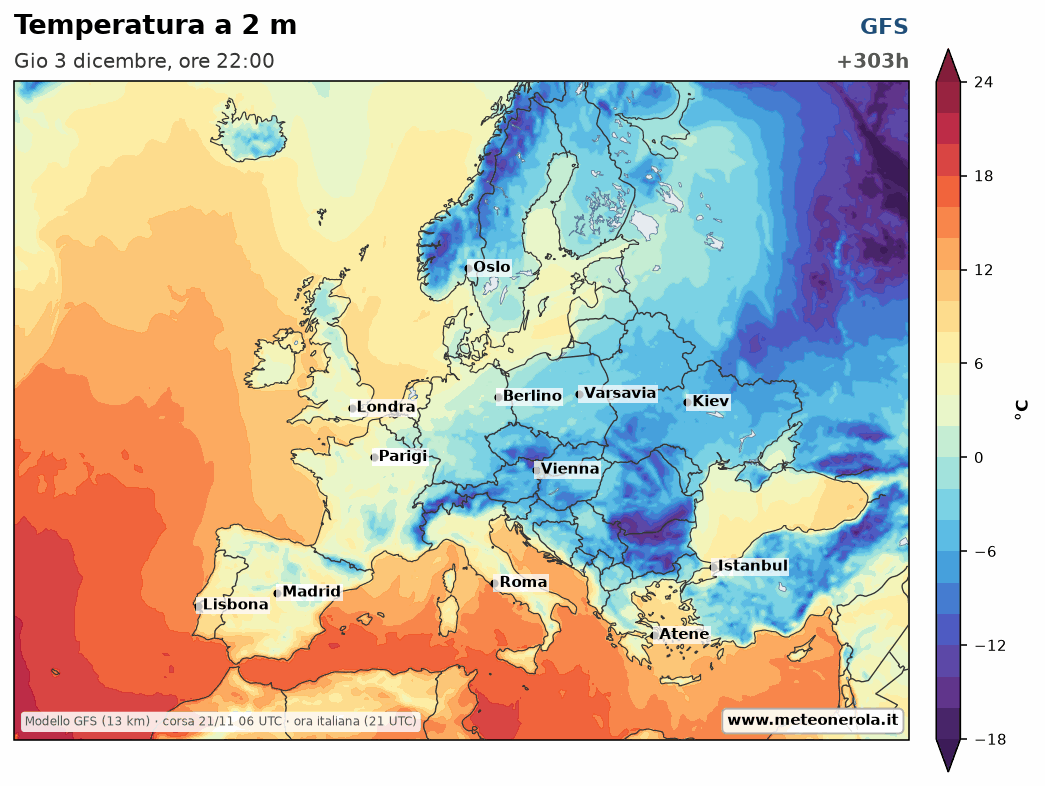 Temperatura a 2 m
GFS
Gio 3 dicembre, ore 22:00
+303h
24
18
12
6
0
−6
−12
−18
°C
Oslo
Londra
Berlino
Varsavia
Kiev
Parigi
Vienna
Istanbul
Roma
Madrid
Lisbona
Atene
Modello GFS (13 km) · corsa 21/11 06 UTC · ora italiana (21 UTC)
www.meteonerola.it